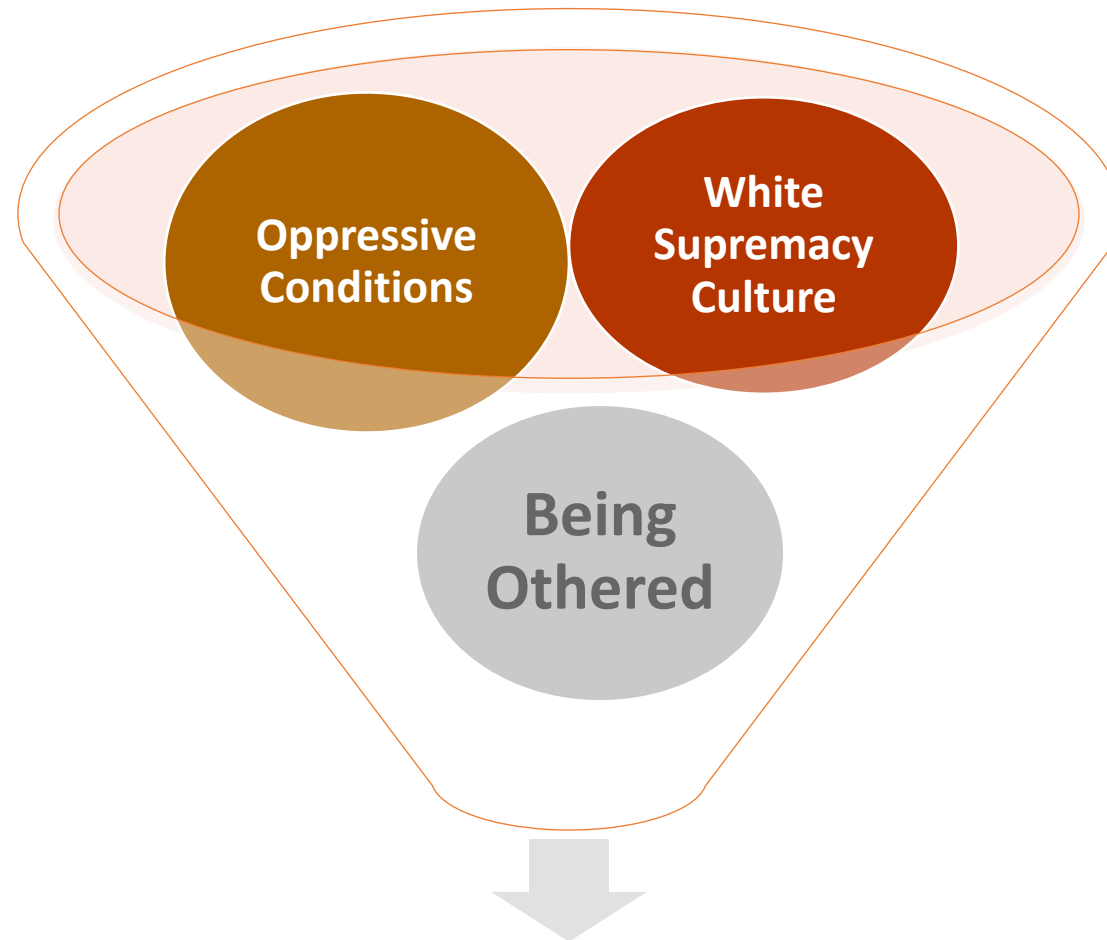 Oppressive
Conditions
White
Supremacy
Culture
Being
Othered